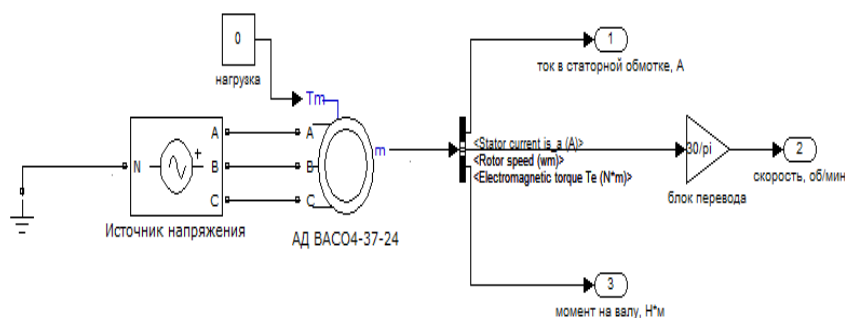 0
нагрузка
Tm
1
ток в статорной обмотке, А
N
+
A
B
C
A
B
C
m
<Stator current is_a (A)>
<Rotor speed (wm)>
<Electromagnetic torque Te (N*m)>
30/pi
блок перевода
2
скорость, об/мин
Источник напряжения
АД ВАСО4-37-24
3
момент на валу, Н*м